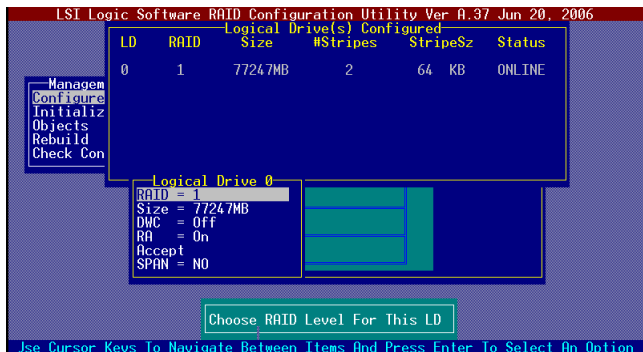 LSI Logic Software RAID Configuration Utility Ver A.37 Jun 20, 2006
Logical Drive(s) Configured
LD RAID Size #Stripes StripeSz Status
0 1 77247MB 2 64 KB ONLINE
Managem
Configure
Initializ
Objects
Rebuild
Check Con
Logical Drive 0
RAID = 1
Size = 77247MB
DWC = Off
RA = On
Accept
SPAN = NO
Choose RAID Level For This LD
Use Cursor Keys To Navigate Between Items And Press Enter To Select An Option